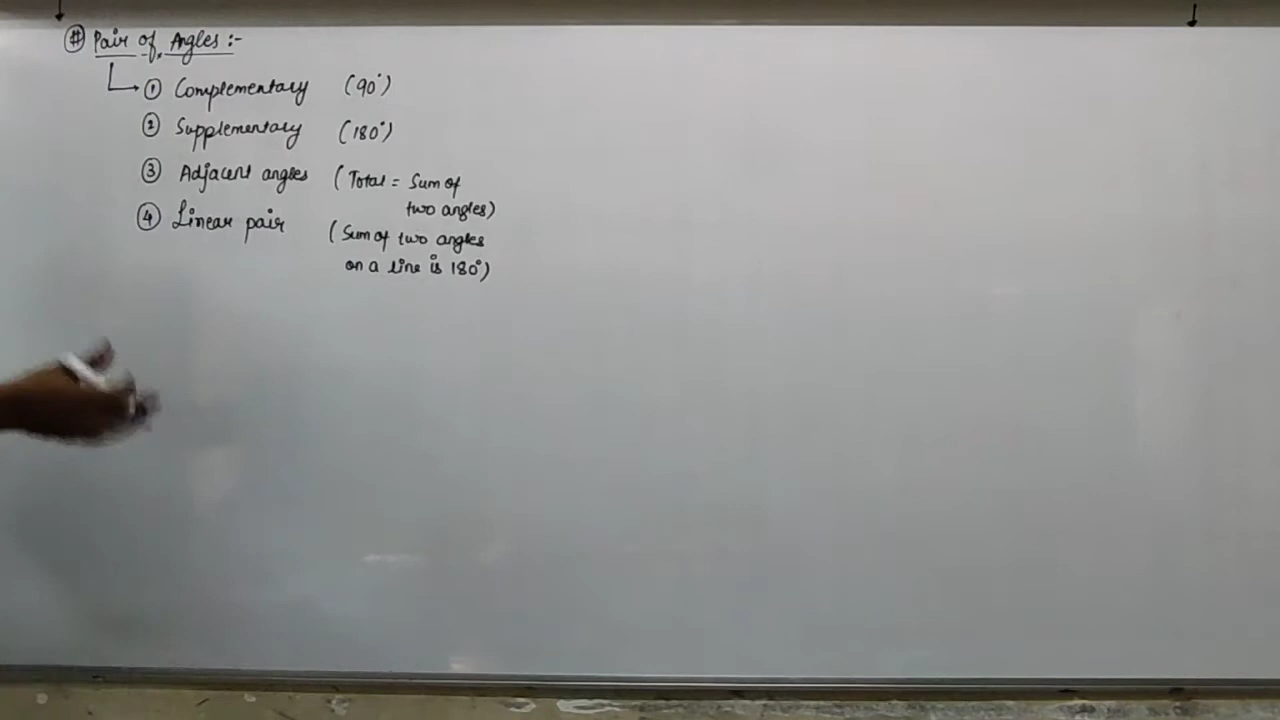 # Pair of Angles :-
① Complementary (90°)
② Supplementary (180°)
③ Adjacent angles (Total = Sum of
two angles)
④ Linear pair (Sum of two angles
on a line is 180°)